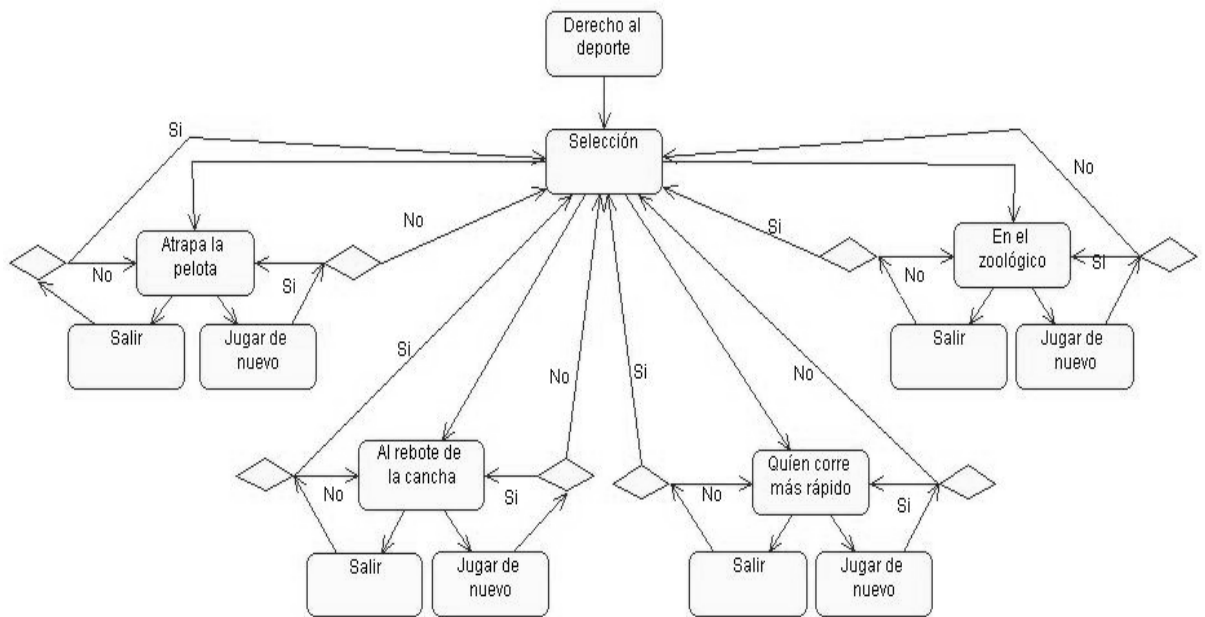 Derecho al
deporte
Selección
Si
No
No
Si
Atrapa la
pelota
No
Si
Salir
Jugar de
nuevo
En el
zoológico
No
Si
Salir
Jugar de
nuevo
Si
No
Si
No
Al rebote de
la cancha
No
Si
Salir
Jugar de
nuevo
Quíen corre
más rápido
No
Si
Salir
Jugar de
nuevo